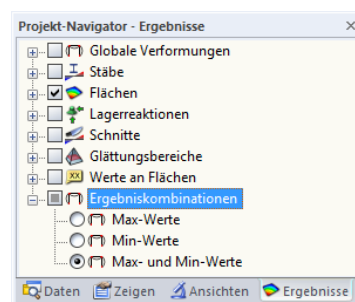 Projekt-Navigator - Ergebnisse
Globale Verformungen
Stäbe
Flächen
Lagerreaktionen
Schnitte
Glättungsbereiche
xx Werte an Flächen
Ergebniskombinationen
Max-Werte
Min-Werte
Max- und Min-Werte
Daten Zeigen Ansichten Ergebnisse